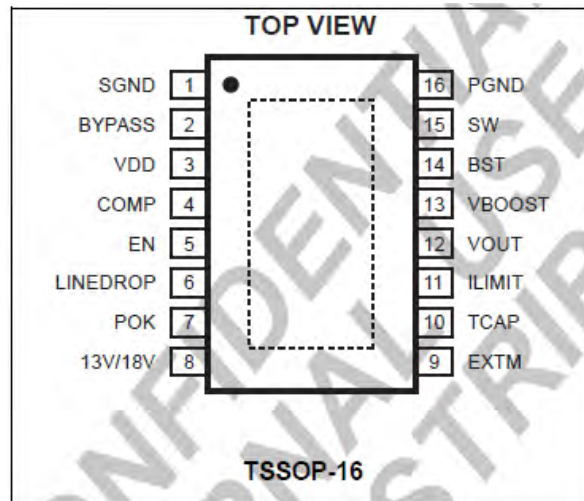 TOP VIEW
SGND 1 16 PGND
BYPASS 2 15 SW
VDD 3 14 BST
COMP 4 13 VBOOST
EN 5 12 VOUT
LINEDROP 6 11 ILIMIT
POK 7 10 TCAP
13V/18V 8 9 EXTM
TSSOP-16